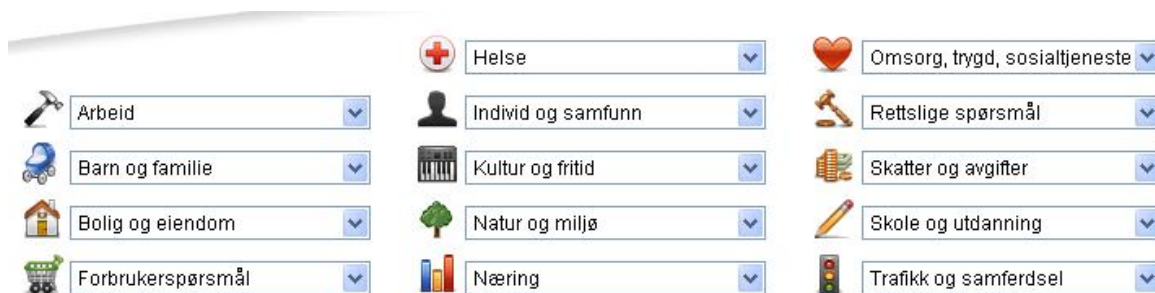 Arbeid
Barn og familie
Bolig og eiendom
Forbrukerspørsmål
Helse
Individ og samfunn
Kultur og fritid
Natur og miljø
Næring
Omsorg, trygd, sosialtjeneste
Rettslige spørsmål
Skatter og avgifter
Skole og utdanning
Trafikk og samferdsel